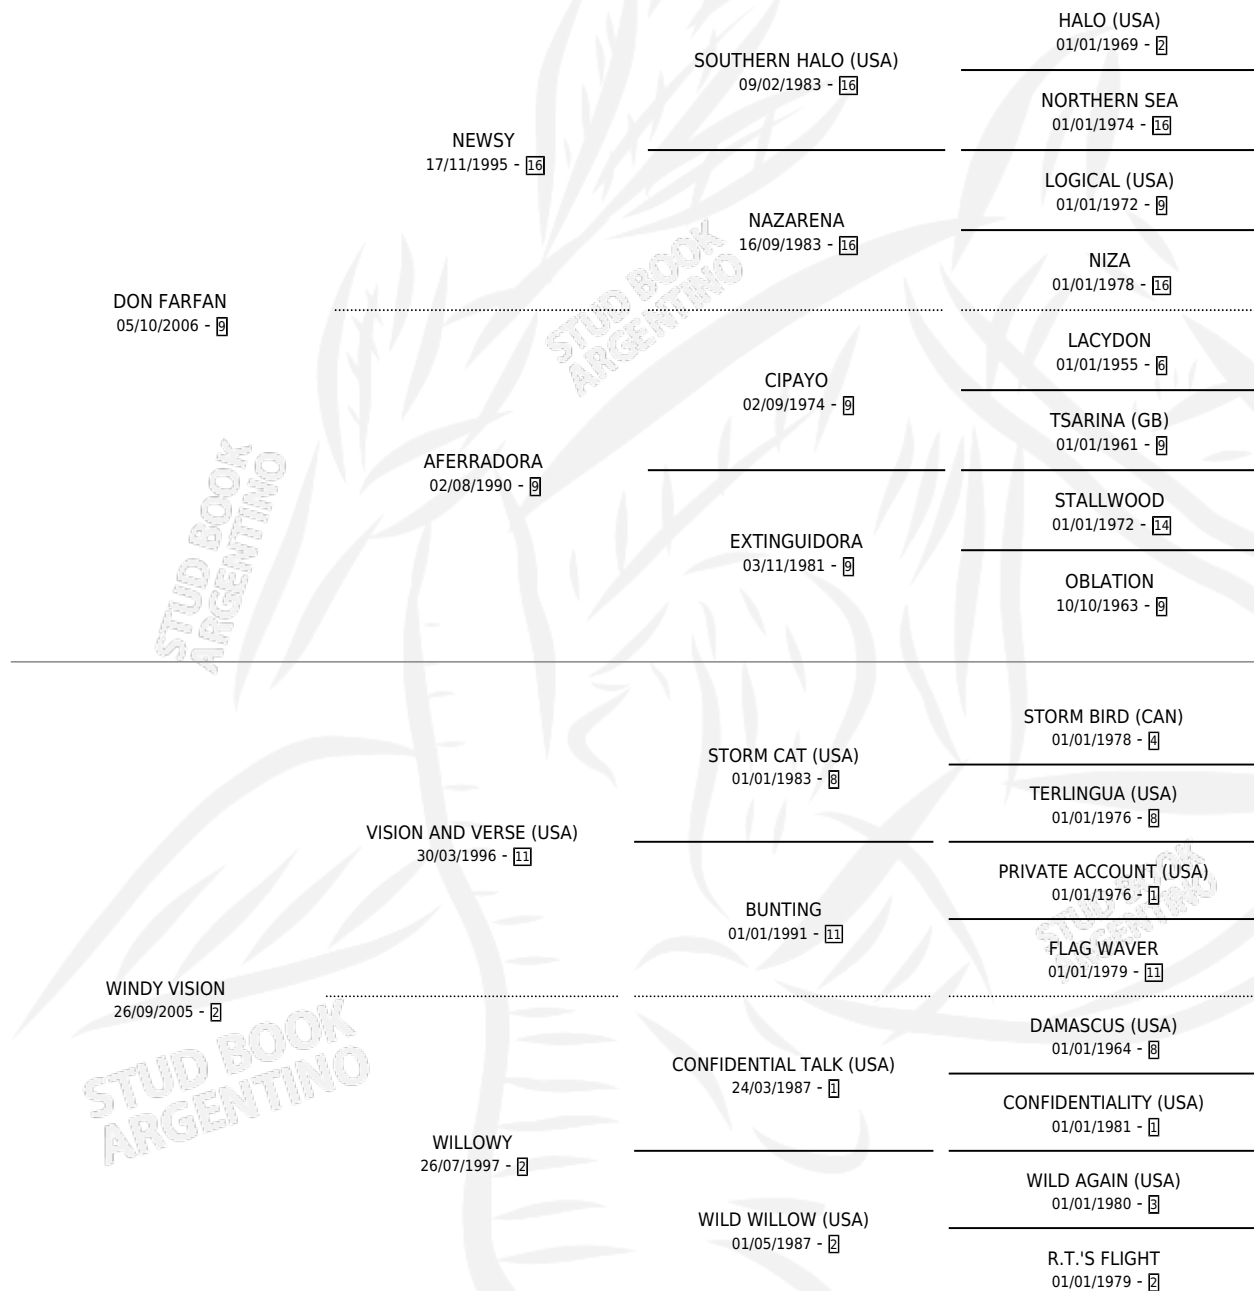 HALO (USA)
01/01/1969 - 2
SOUTHERN HALO (USA)
09/02/1983 - 16
NORTHERN SEA
01/01/1974 - 16
NEWSY
17/11/1995 - 16
LOGICAL (USA)
01/01/1972 - 9
NAZARENA
16/09/1983 - 16
NIZA
01/01/1978 - 16
DON FARFAN
05/10/2006 - 9
STUD BOOK
ARGENTINO
LACYDON
01/01/1955 - 6
CIPAYO
02/09/1974 - 9
TSARINA (GB)
01/01/1961 - 9
AFERRADORA
02/08/1990 - 9
STALLWOOD
01/01/1972 - 14
EXTINGUIDORA
03/11/1981 - 9
OBLATION
10/10/1963 - 9
STUD BOOK
ARGENTINO
STORM BIRD (CAN)
01/01/1978 - 4
STORM CAT (USA)
01/01/1983 - 8
TERLINGUA (USA)
01/01/1976 - 8
VISION AND VERSE (USA)
30/03/1996 - 11
PRIVATE ACCOUNT (USA)
01/01/1976 - 1
BUNTING
01/01/1991 - 11
STUD BOOK
ARGENTINO
FLAG WAVER
01/01/1979 - 11
WINDY VISION
26/09/2005 - 2
STUD BOOK
ARGENTINO
DAMASCUS (USA)
01/01/1964 - 8
CONFIDENTIAL TALK (USA)
24/03/1987 - 1
CONFIDENTIALITY (USA)
01/01/1981 - 1
WILLOWY
26/07/1997 - 2
WILD AGAIN (USA)
01/01/1980 - 3
WILD WILLOW (USA)
01/05/1987 - 2
R.T.'S FLIGHT
01/01/1979 - 2